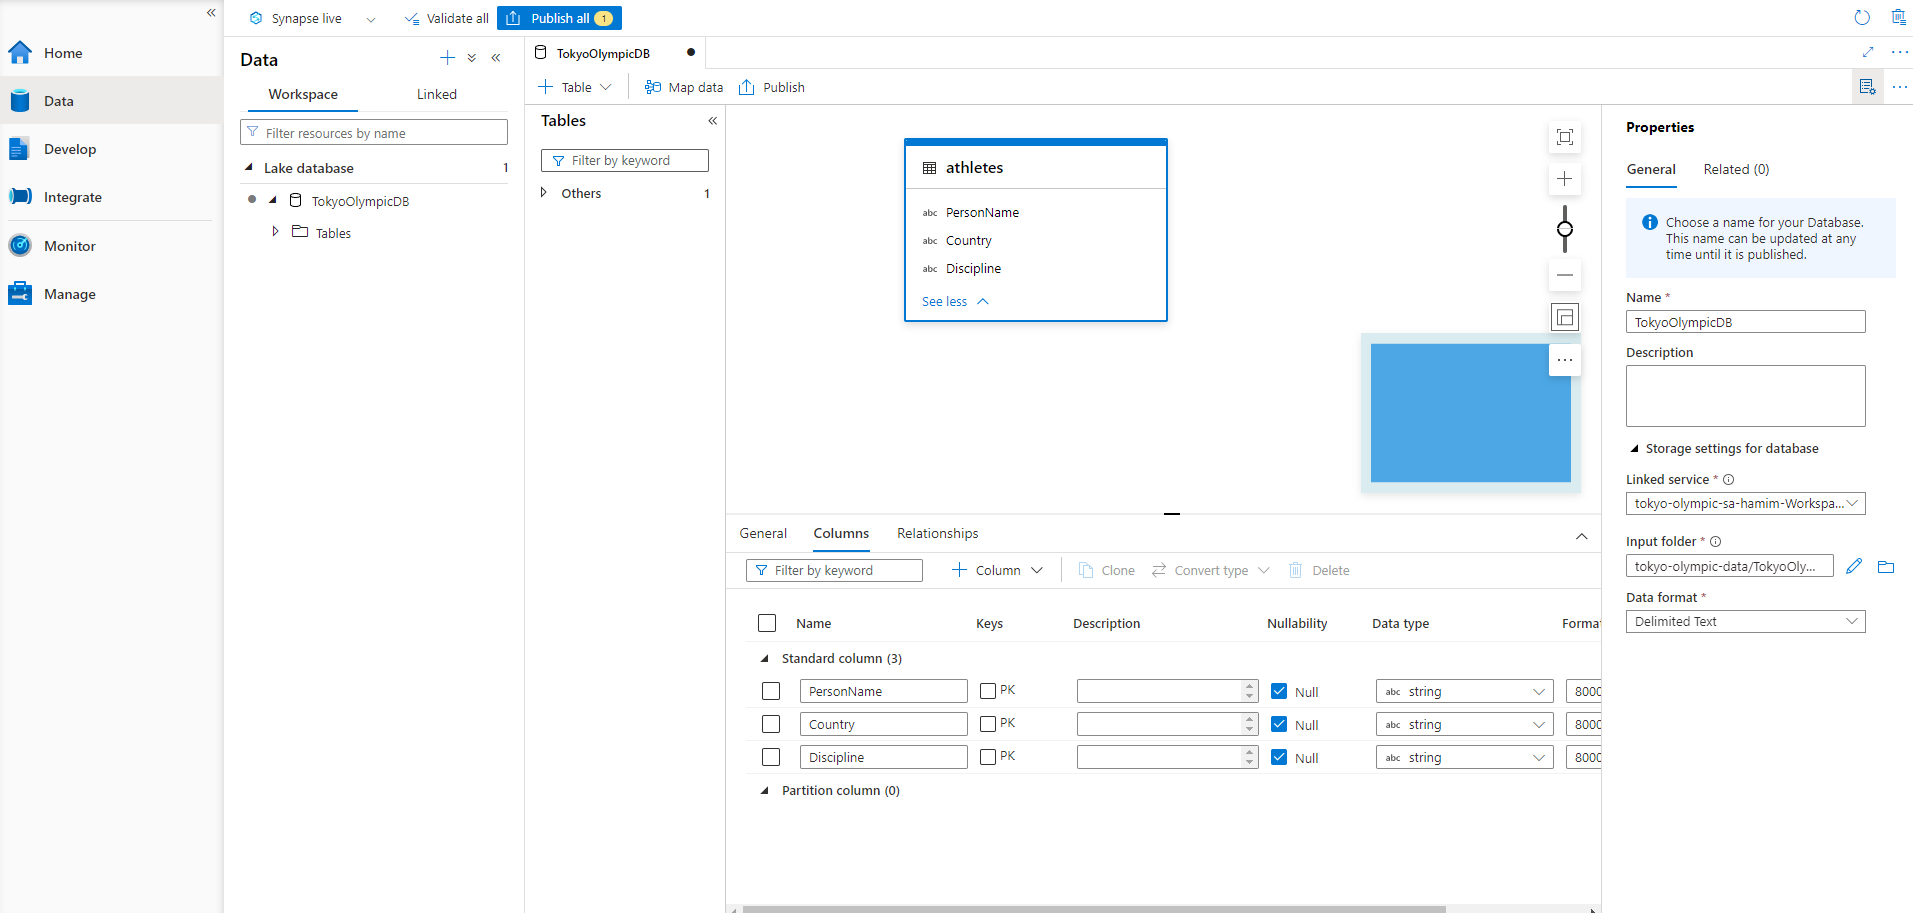 Synapse live
Validate all
Publish all 1
Home
Data
Develop
Integrate
Monitor
Manage
Data
Workspace
Linked
Filter resources by name
Lake database 1
TokyoOlympicDB
Tables
TokyoOlympicDB
Table
Map data
Publish
Tables
Filter by keyword
Others 1
athletes
abc PersonName
abc Country
abc Discipline
See less
General
Columns
Relationships
Filter by keyword
Column
Clone
Convert type
Delete
Name Keys Description Nullability Data type Forma
Standard column (3)
PersonName PK Null abc string 8000
Country PK Null abc string 8000
Discipline PK Null abc string 8000
Partition column (0)
Properties
General
Related (0)
Choose a name for your Database.
This name can be updated at any
time until it is published.
Name *
TokyoOlympicDB
Description
Storage settings for database
Linked service *
tokyo-olympic-sa-hamim-Workspa...
Input folder *
tokyo-olympic-data/TokyoOly...
Data format *
Delimited Text